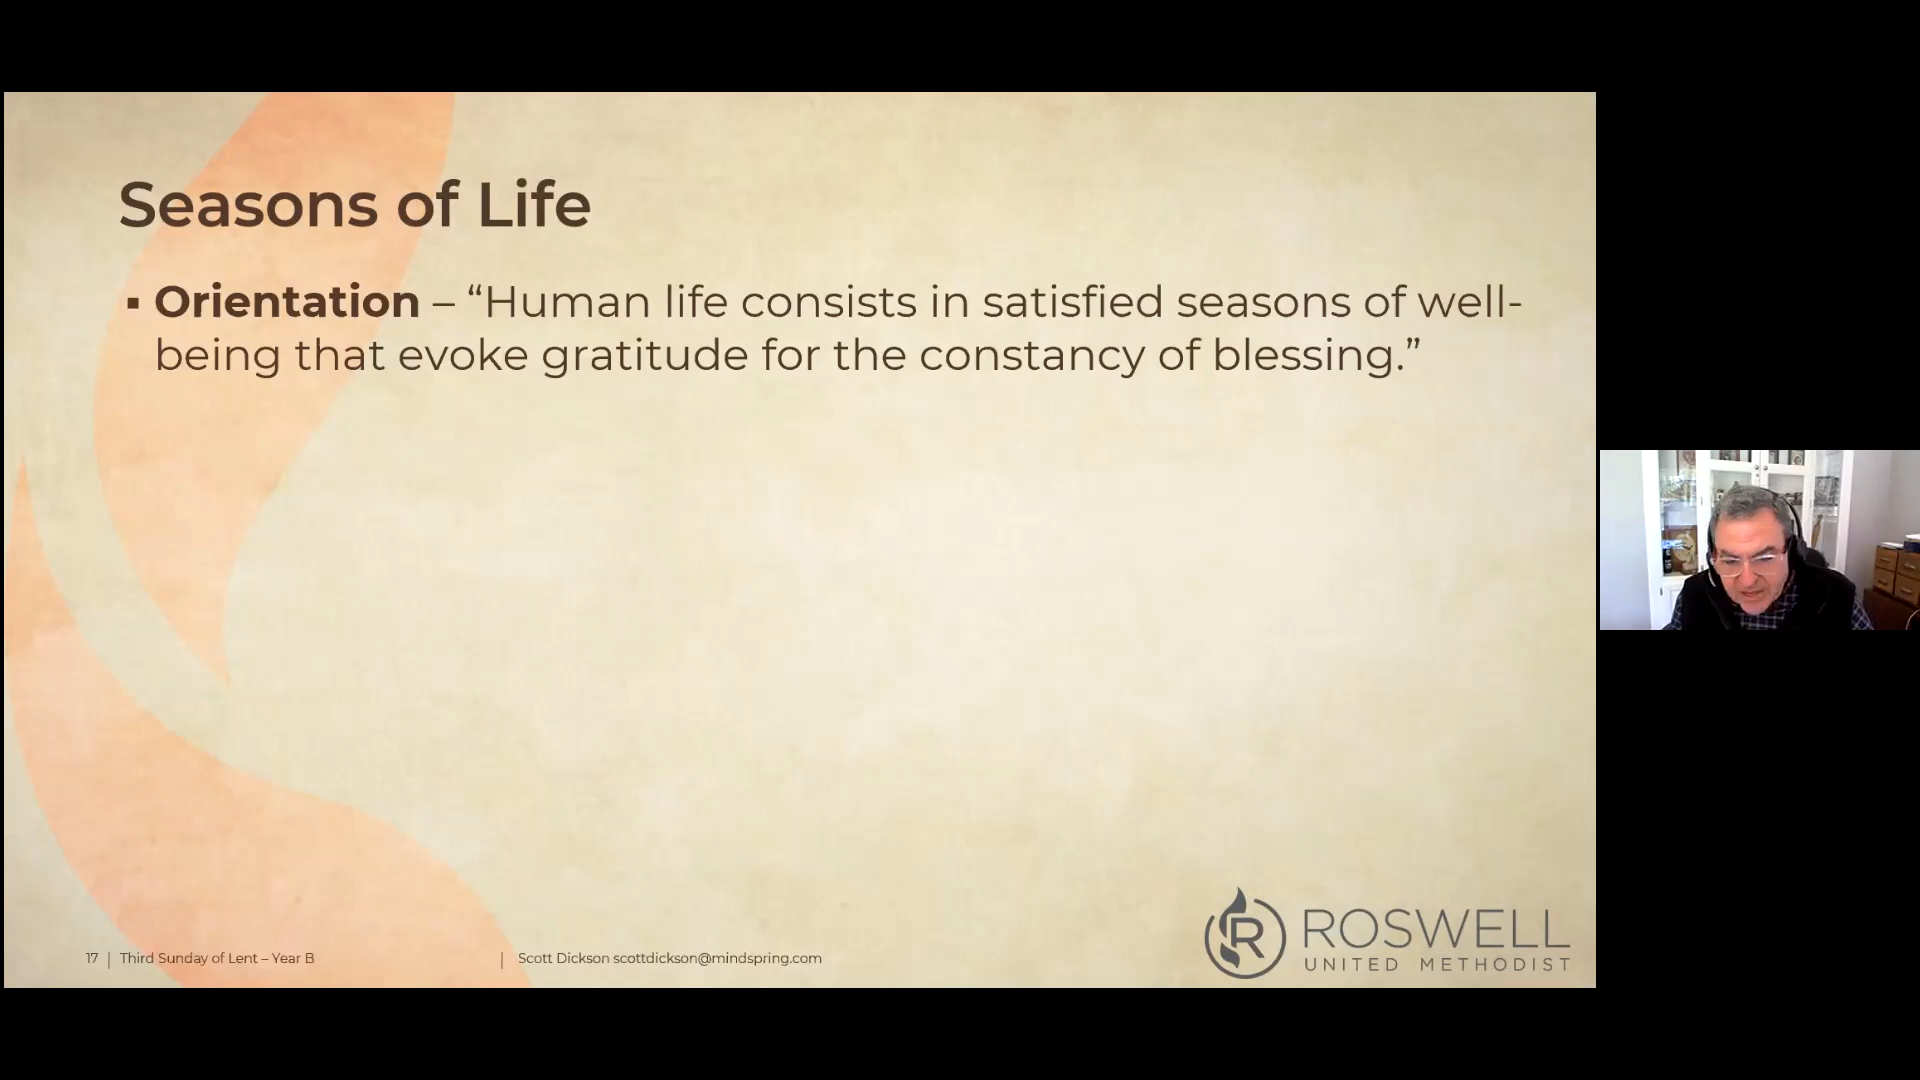 Seasons of Life
▪ Orientation – “Human life consists in satisfied seasons of well-
being that evoke gratitude for the constancy of blessing.”
17 | Third Sunday of Lent – Year B | Scott Dickson scottdickson@mindspring.com
R ROSWELL
UNITED METHODIST